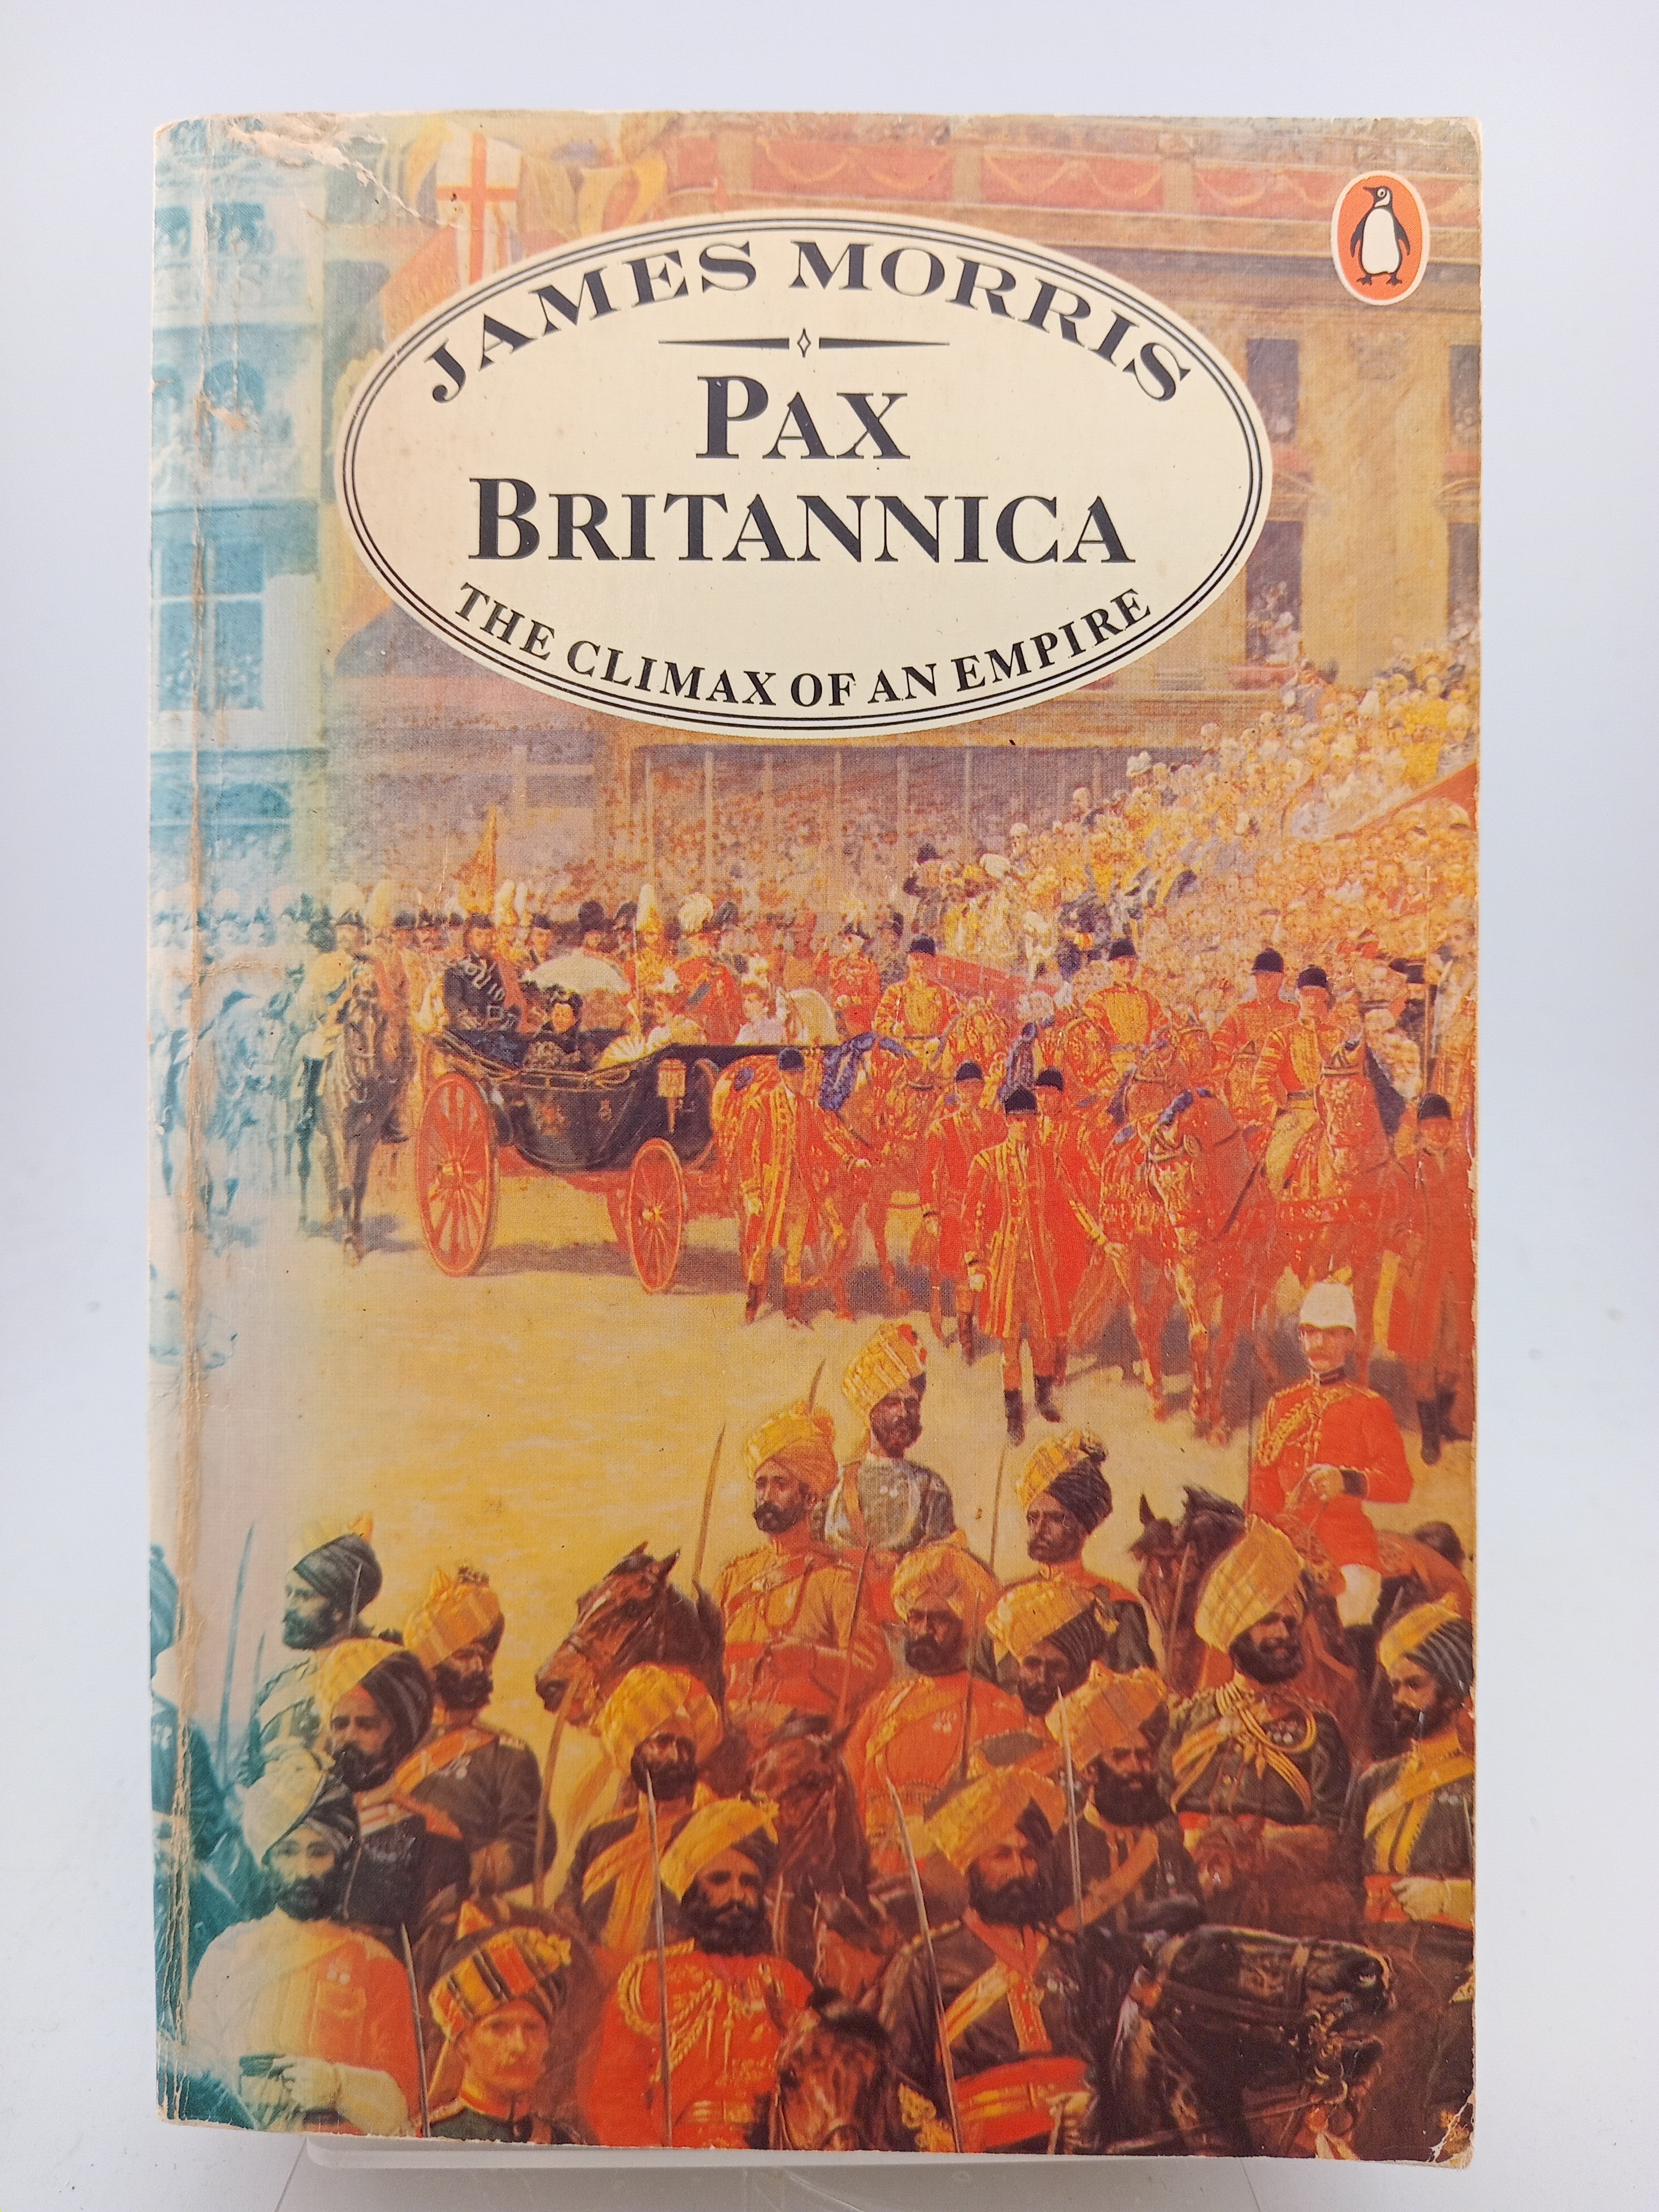 JAMES MORRIS
PAX
BRITANNICA
THE CLIMAX OF AN EMPIRE